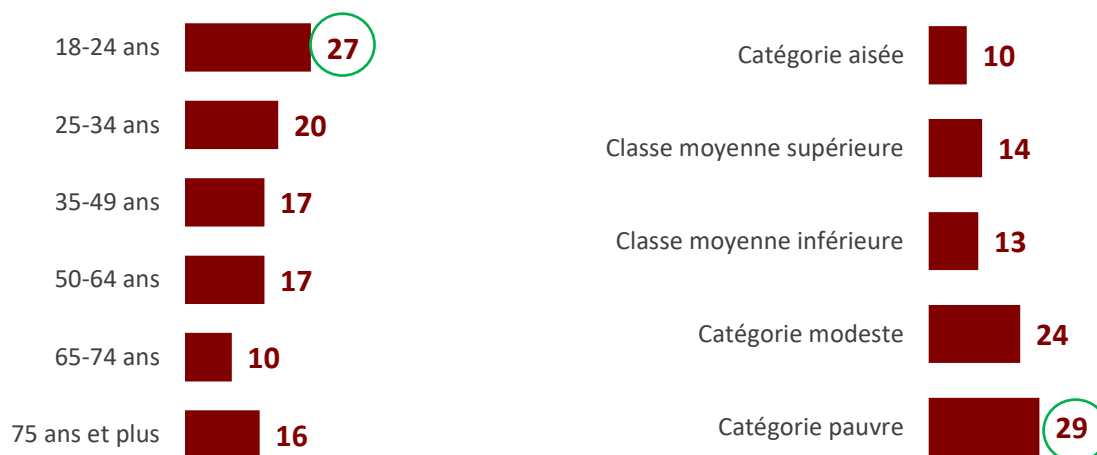 18-24 ans 27
25-34 ans 20
35-49 ans 17
50-64 ans 17
65-74 ans 10
75 ans et plus 16
Catégorie aisée 10
Classe moyenne supérieure 14
Classe moyenne inférieure 13
Catégorie modeste 24
Catégorie pauvre 29